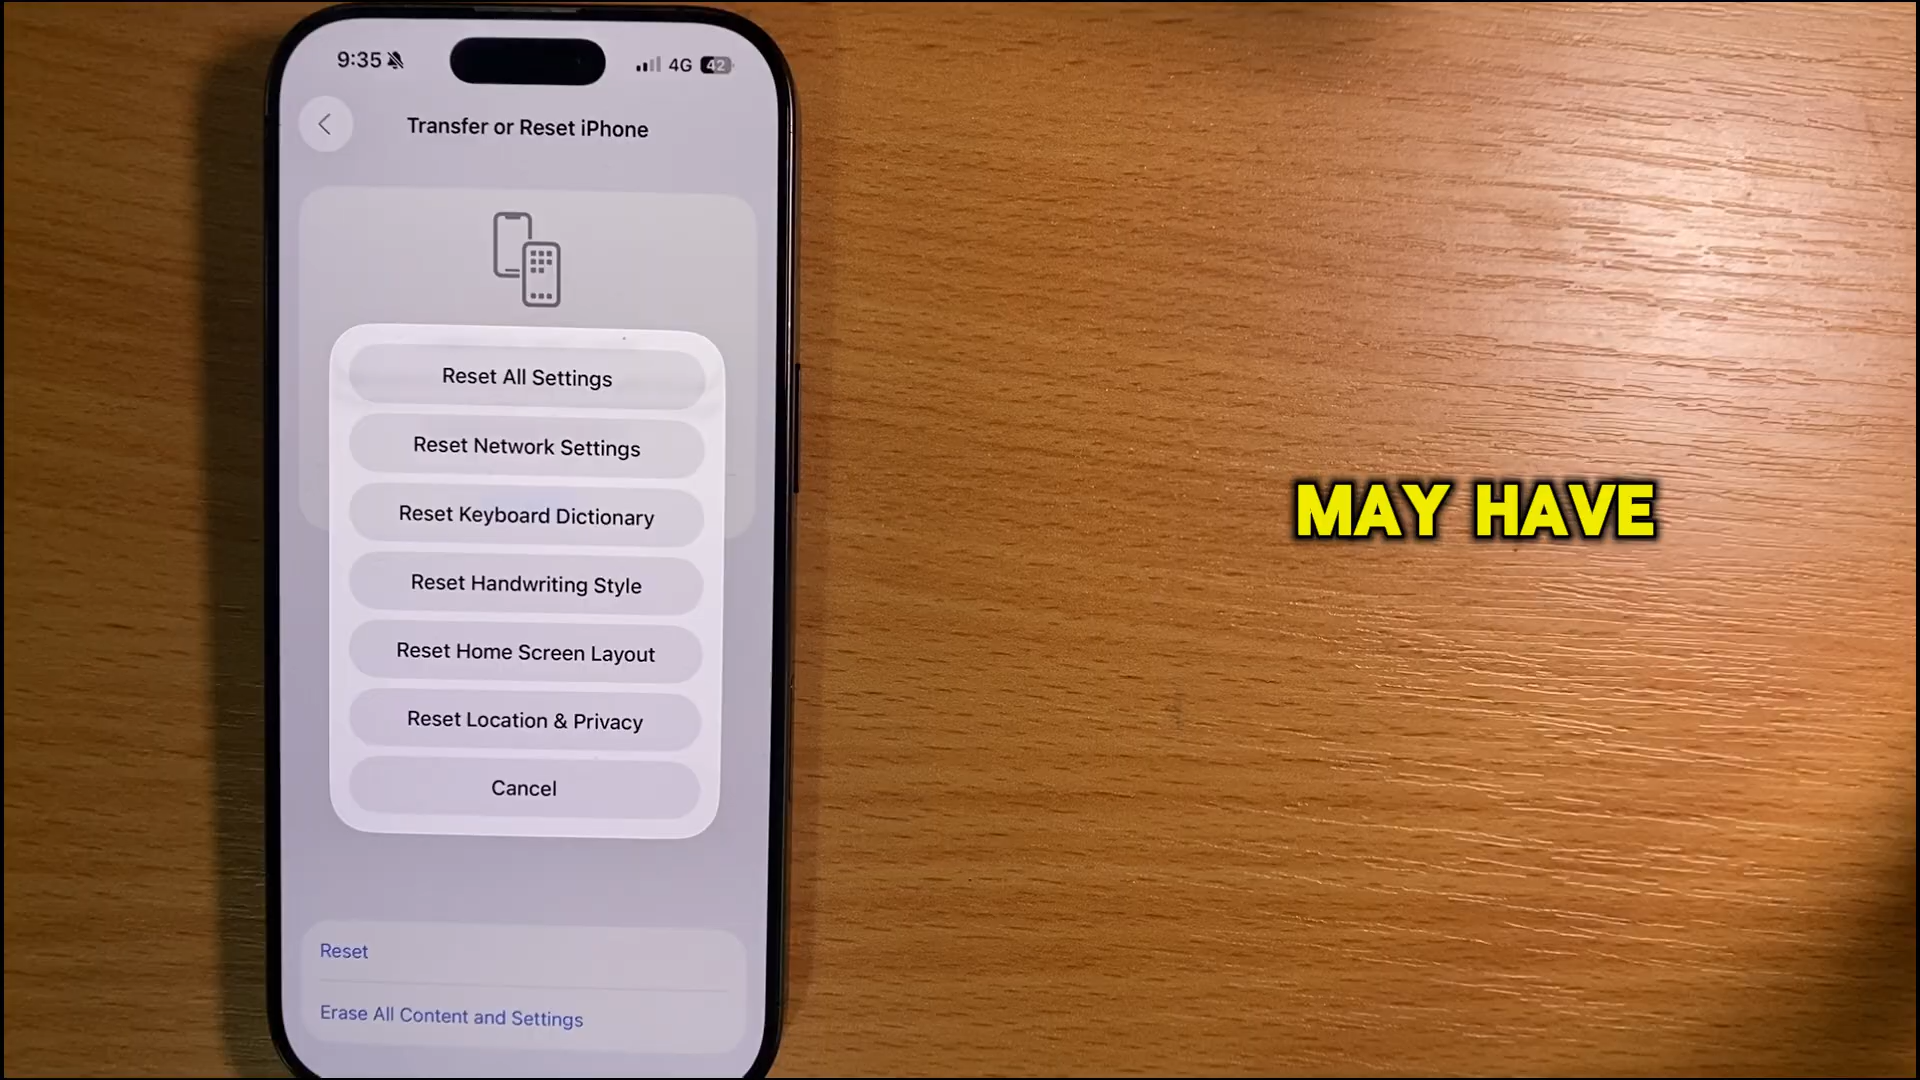 9:35
4G 42
Transfer or Reset iPhone
Reset All Settings
Reset Network Settings
Reset Keyboard Dictionary
Reset Handwriting Style
Reset Home Screen Layout
Reset Location & Privacy
Cancel
Reset
Erase All Content and Settings
MAY HAVE